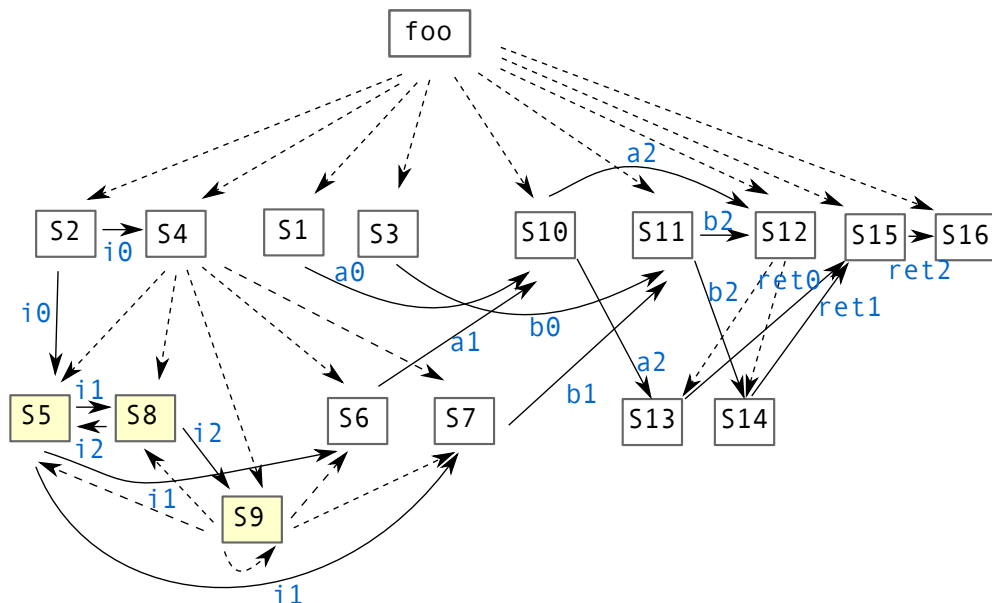 foo
a2
S2
S4
S1
S3
S10
S11
b2
S12
S15
S16
i0
a0
ret0
ret2
i0
b0
b2
ret1
a1
a2
i1
b1
S5
S8
i2
S6
S7
S13
S14
i2
i1
S9
i1